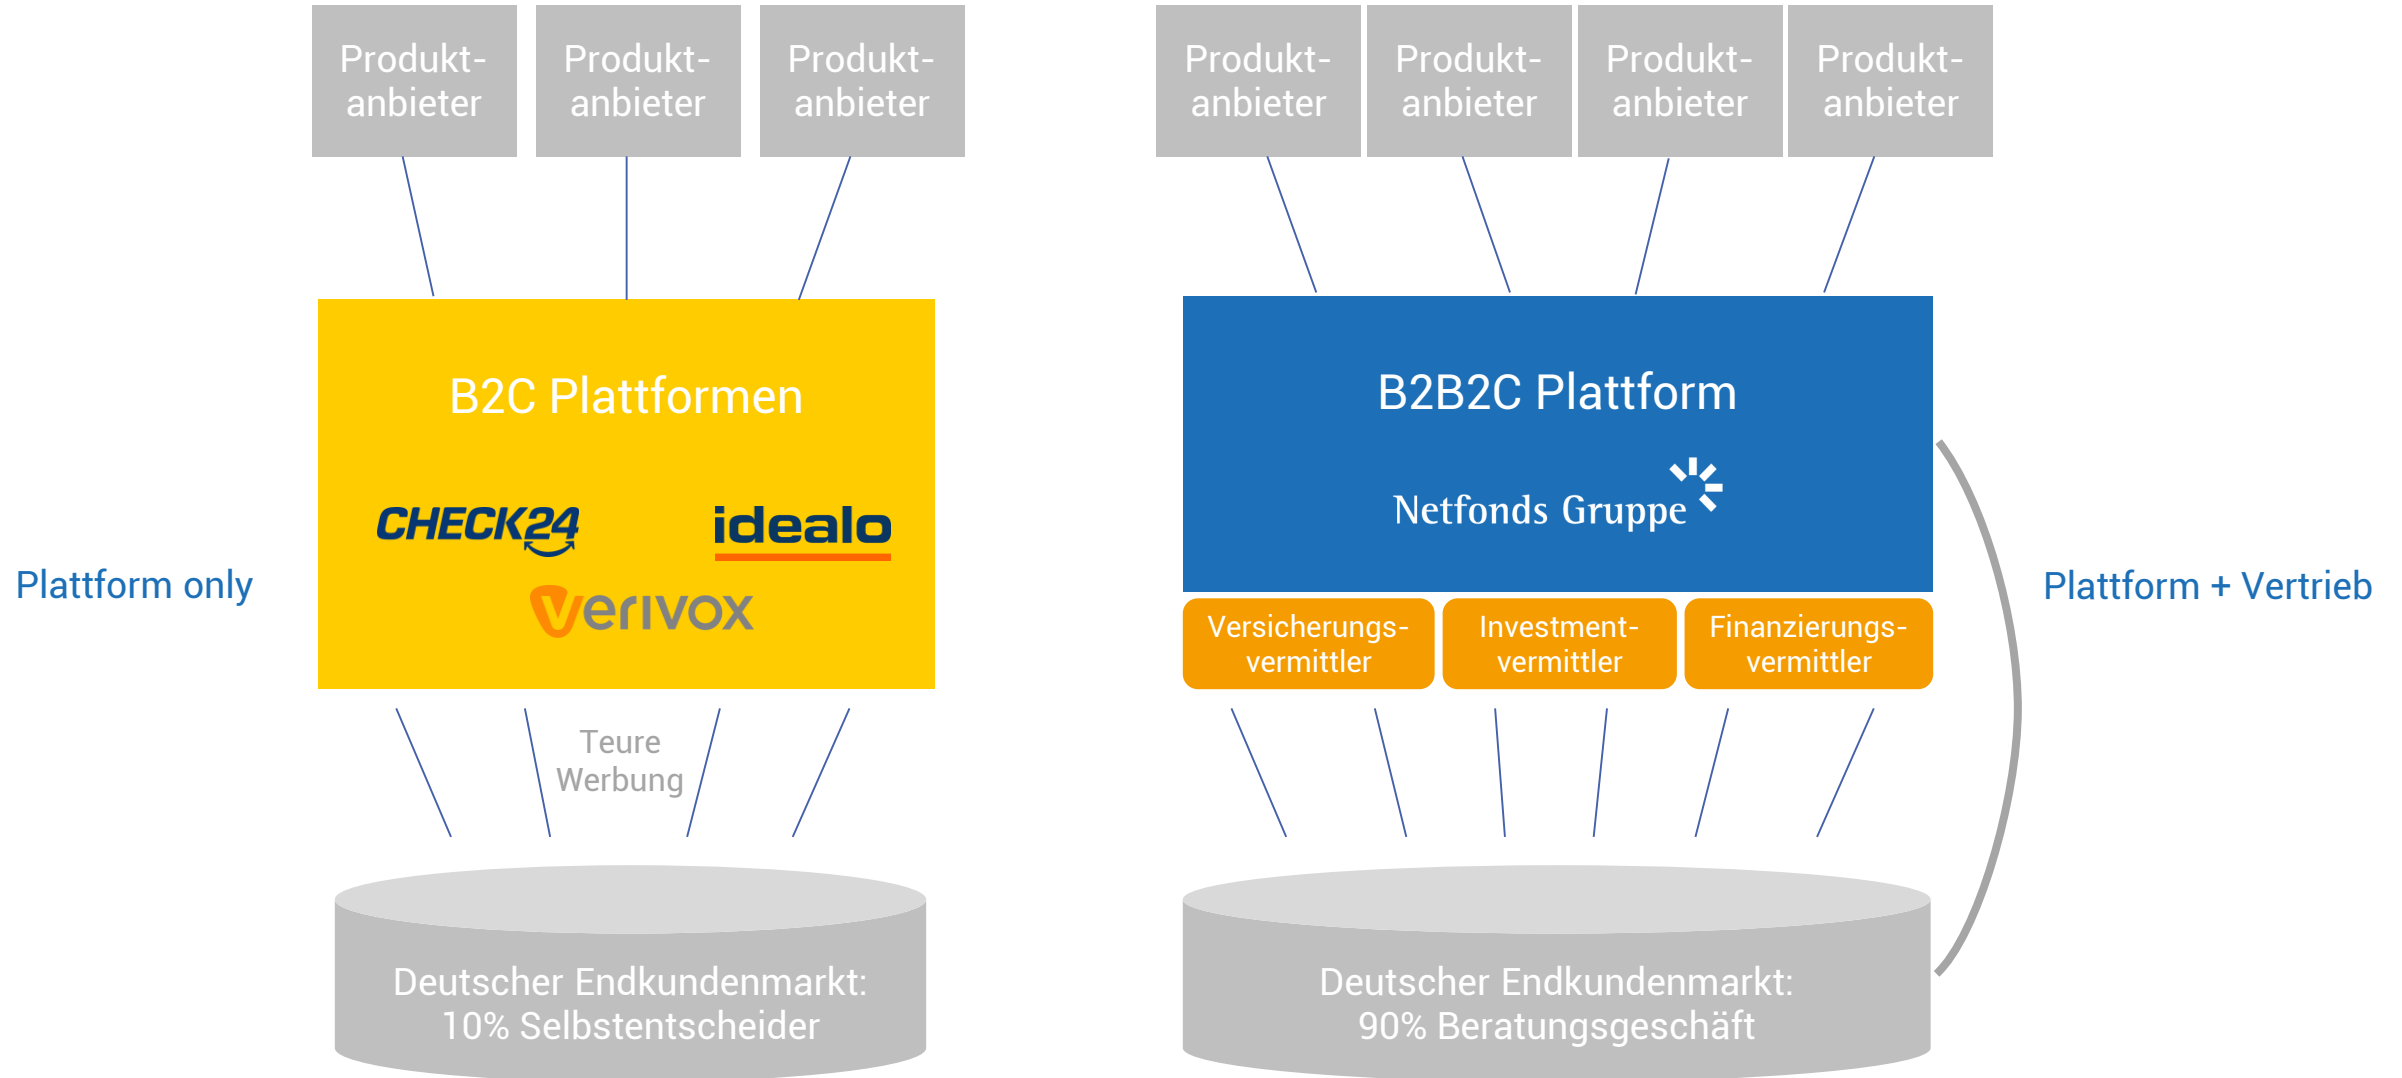 Produkt-
anbieter
Produkt-
anbieter
Produkt-
anbieter
B2C Plattformen
CHECK24
idealo
verivox
Plattform only
Teure
Werbung
Deutscher Endkundenmarkt:
10% Selbstentscheider
Produkt-
anbieter
Produkt-
anbieter
Produkt-
anbieter
Produkt-
anbieter
B2B2C Plattform
Netfonds Gruppe
Versicherungs-
vermittler
Investment-
vermittler
Finanzierungs-
vermittler
Plattform + Vertrieb
Deutscher Endkundenmarkt:
90% Beratungsgeschäft